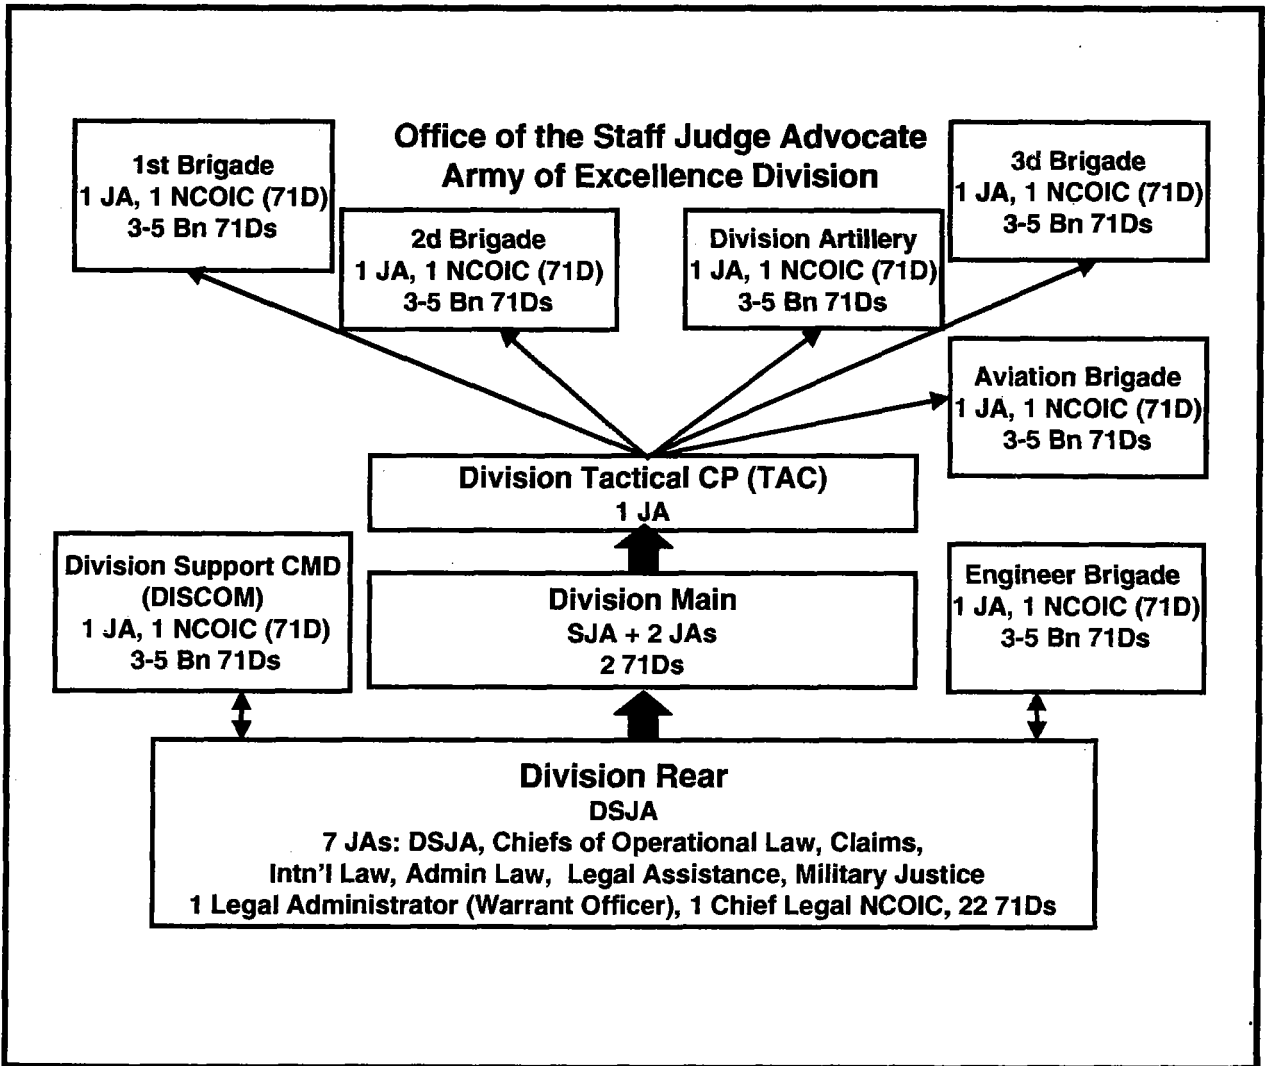 Office of the Staff Judge Advocate
Army of Excellence Division
1st Brigade
1 JA, 1 NCOIC (71D)
3-5 Bn 71Ds
2d Brigade
1 JA, 1 NCOIC (71D)
3-5 Bn 71Ds
Division Artillery
1 JA, 1 NCOIC (71D)
3-5 Bn 71Ds
3d Brigade
1 JA, 1 NCOIC (71D)
3-5 Bn 71Ds
Aviation Brigade
1 JA, 1 NCOIC (71D)
3-5 Bn 71Ds
Division Tactical CP (TAC)
1 JA
Division Support CMD
(DISCOM)
1 JA, 1 NCOIC (71D)
3-5 Bn 71Ds
Division Main
SJA + 2 JAs
2 71Ds
Engineer Brigade
1 JA, 1 NCOIC (71D)
3-5 Bn 71Ds
Division Rear
DSJA
7 JAs: DSJA, Chiefs of Operational Law, Claims,
Intn'l Law, Admin Law, Legal Assistance, Military Justice
1 Legal Administrator (Warrant Officer), 1 Chief Legal NCOIC, 22 71Ds